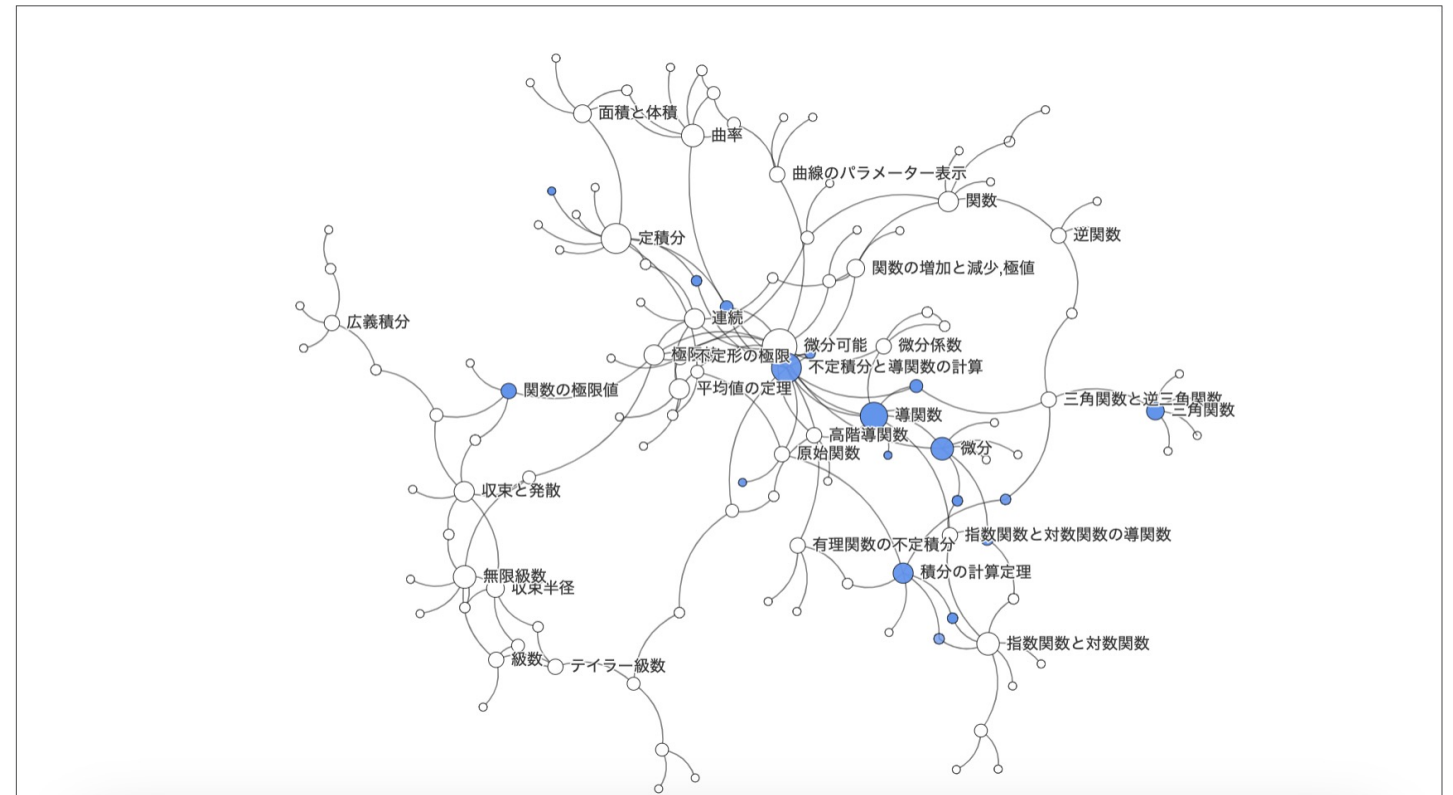 面積と体積
曲率
曲線のパラメーター表示
関数
逆関数
定積分
関数の増加と減少,極値
広義積分
連続
微分可能
微分係数
不定形の極限
不定積分と導関数の計算
関数の極限値
平均値の定理
三角関数と逆三角関数
三角関数
導関数
高階導関数
原始関数
微分
収束と発散
指数関数と対数関数の導関数
有理関数の不定積分
積分の計算定理
無限級数
収束半径
指数関数と対数関数
級数
テイラー級数